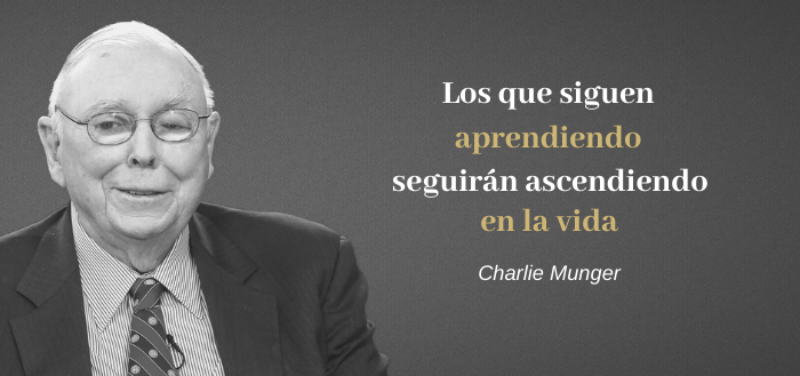 Los que siguen
aprendiendo
seguirán ascendiendo
en la vida
Charlie Munger